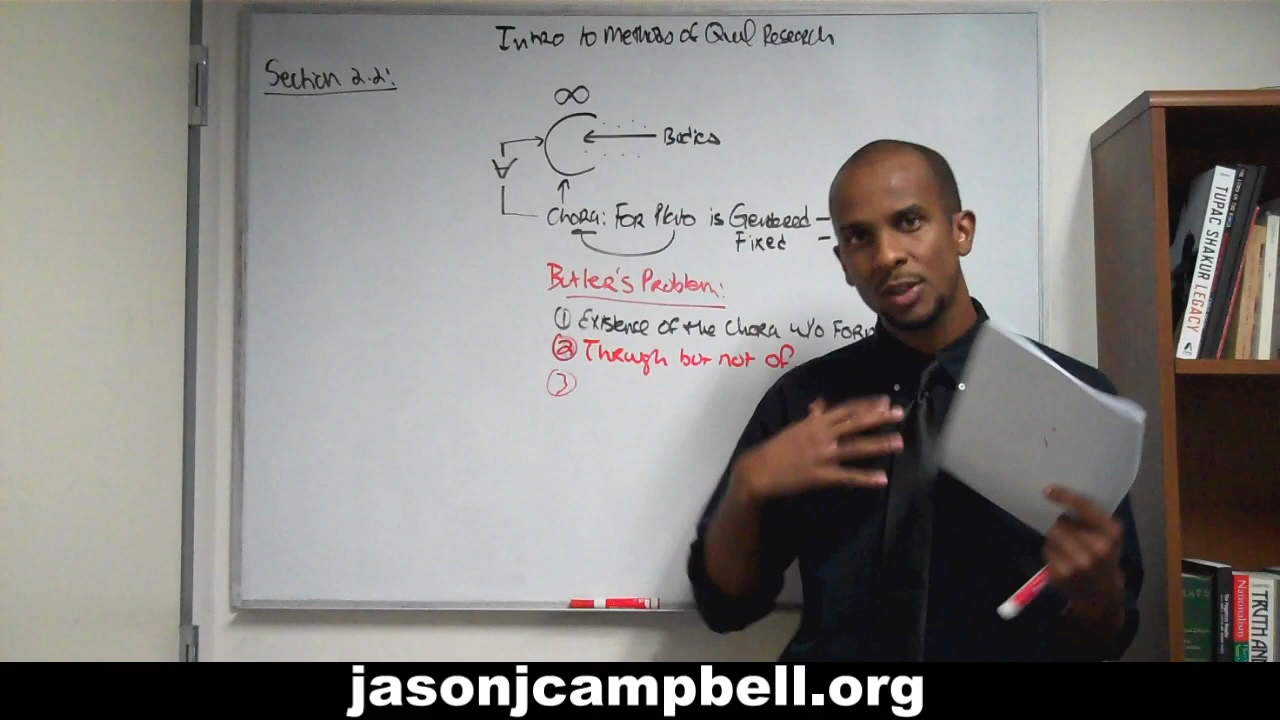 Intro to Methods of Qual Research
Section 2.2:
∞
Bodies
∀
Chora: For Plato is Gendered –
Fixed –
Butler's Problem:
① Existence of the Chora w/o Form
② Through but not of
③
TUPAC SHAKUR LEGACY
Nationalism
TRUTH AND
jasonjcampbell.org